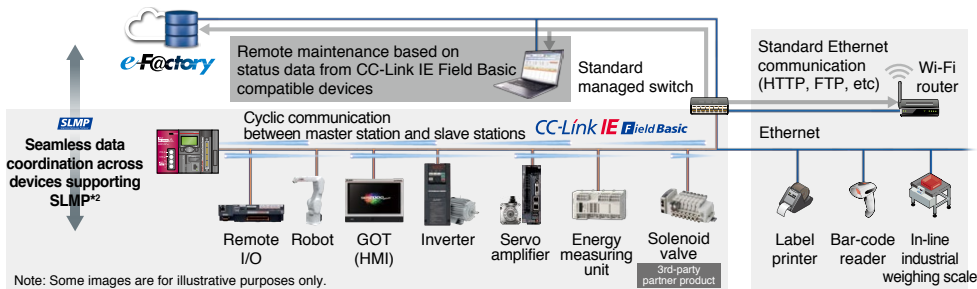 e-F@ctory
Remote maintenance based on
status data from CC-Link IE Field Basic
compatible devices
Standard
managed switch
Standard Ethernet
communication
(HTTP, FTP, etc)
Wi-Fi
router
SLMP
Seamless data
coordination across
devices supporting
SLMP*2
Cyclic communication
between master station and slave stations
CC-Link IE Field Basic
Ethernet
Remote
I/O
Robot
GOT
(HMI)
Inverter
Servo
amplifier
Energy
measuring
unit
Solenoid
valve
3rd-party
partner product
Label
printer
Bar-code
reader
In-line
industrial
weighing scale
Note: Some images are for illustrative purposes only.